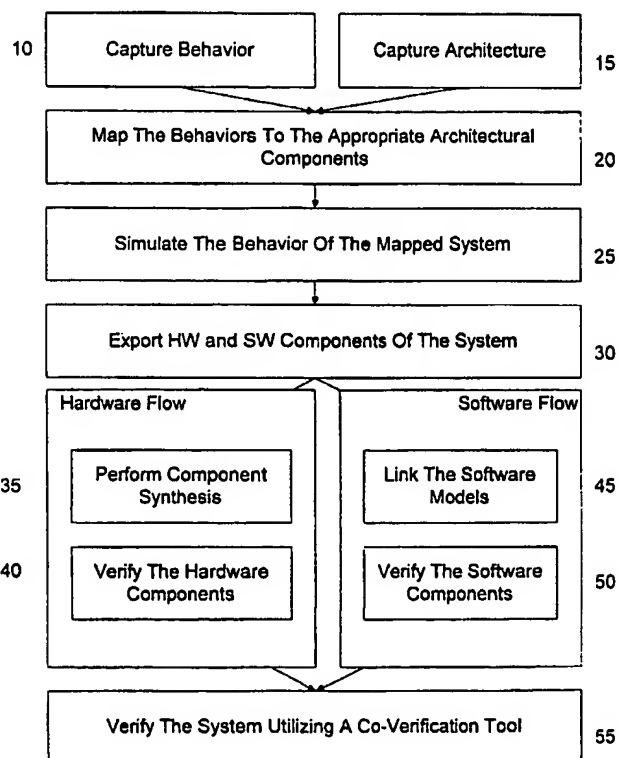 10
Capture Behavior
Capture Architecture
15
Map The Behaviors To The Appropriate Architectural
Components
20
Simulate The Behavior Of The Mapped System
25
Export HW and SW Components Of The System
30
Hardware Flow
Software Flow
35
Perform Component
Synthesis
Link The Software
Models
45
40
Verify The Hardware
Components
Verify The Software
Components
50
Verify The System Utilizing A Co-Verification Tool
55